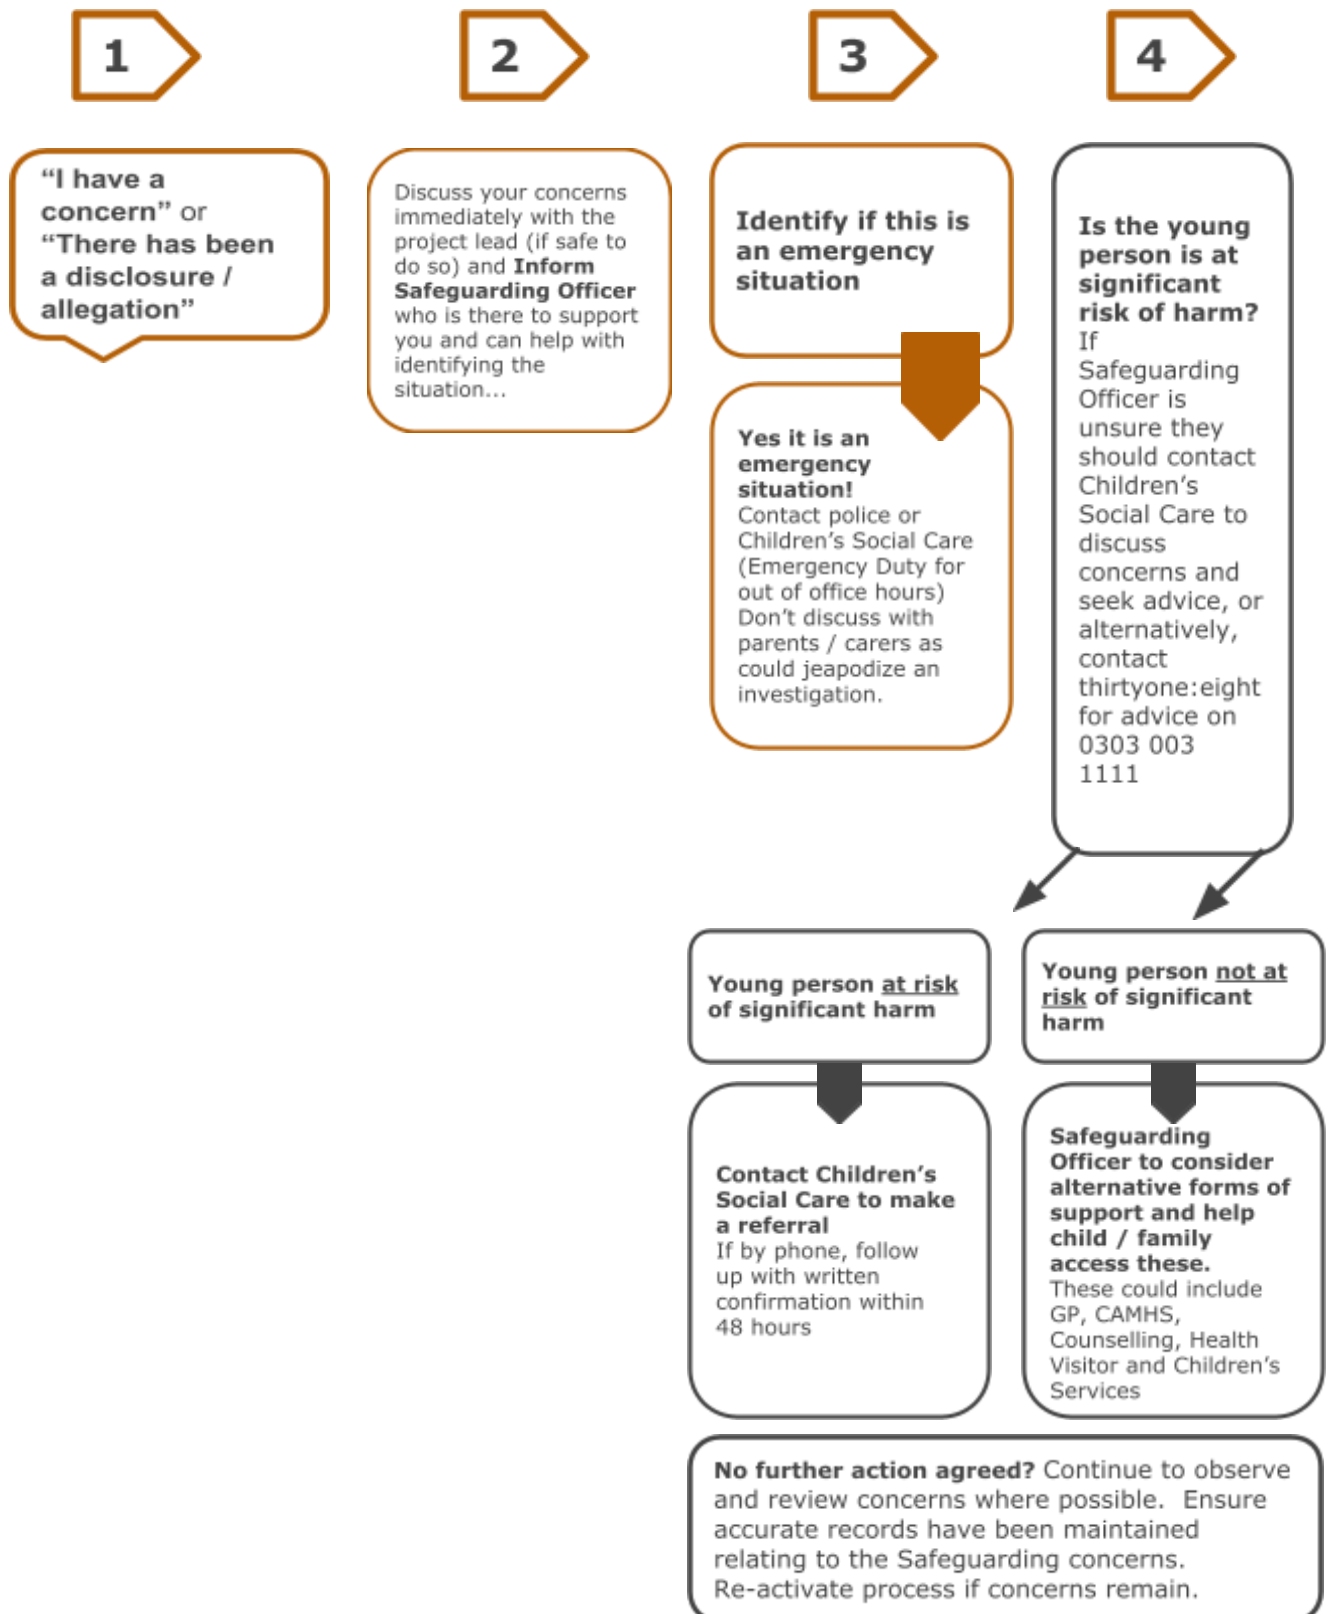 1
2
3
4
“I have a
concern” or
“There has been
a disclosure /
allegation”
Discuss your concerns
immediately with the
project lead (if safe to
do so) and Inform
Safeguarding Officer
who is there to support
you and can help with
identifying the
situation...
Identify if this is
an emergency
situation
Yes it is an
emergency
situation!
Contact police or
Children’s Social Care
(Emergency Duty for
out of office hours)
Don’t discuss with
parents / carers as
could jeapodize an
investigation.
Is the young
person is at
significant
risk of harm?
If
Safeguarding
Officer is
unsure they
should contact
Children’s
Social Care to
discuss
concerns and
seek advice, or
alternatively,
contact
thirtyone:eight
for advice on
0303 003
1111
Young person at risk
of significant harm
Contact Children’s
Social Care to make
a referral
If by phone, follow
up with written
confirmation within
48 hours
Young person not at
risk of significant
harm
Safeguarding
Officer to consider
alternative forms of
support and help
child / family
access these.
These could include
GP, CAMHS,
Counselling, Health
Visitor and Children’s
Services
No further action agreed? Continue to observe
and review concerns where possible.  Ensure
accurate records have been maintained
relating to the Safeguarding concerns.
Re-activate process if concerns remain.